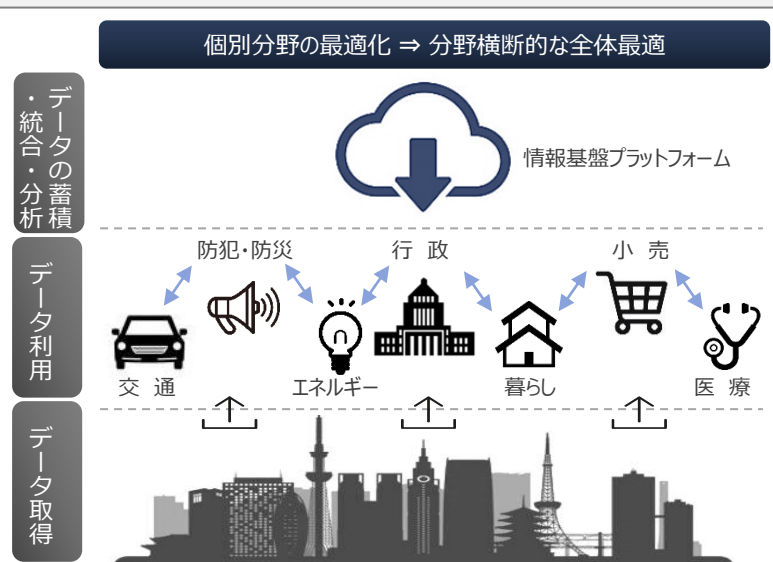 個別分野の最適化 ⇒ 分野横断的な全体最適
データの蓄積
・統合・分析
情報基盤プラットフォーム
データ利用
防犯・防災
行 政
小 売
交 通
エネルギー
暮らし
医 療
データ取得